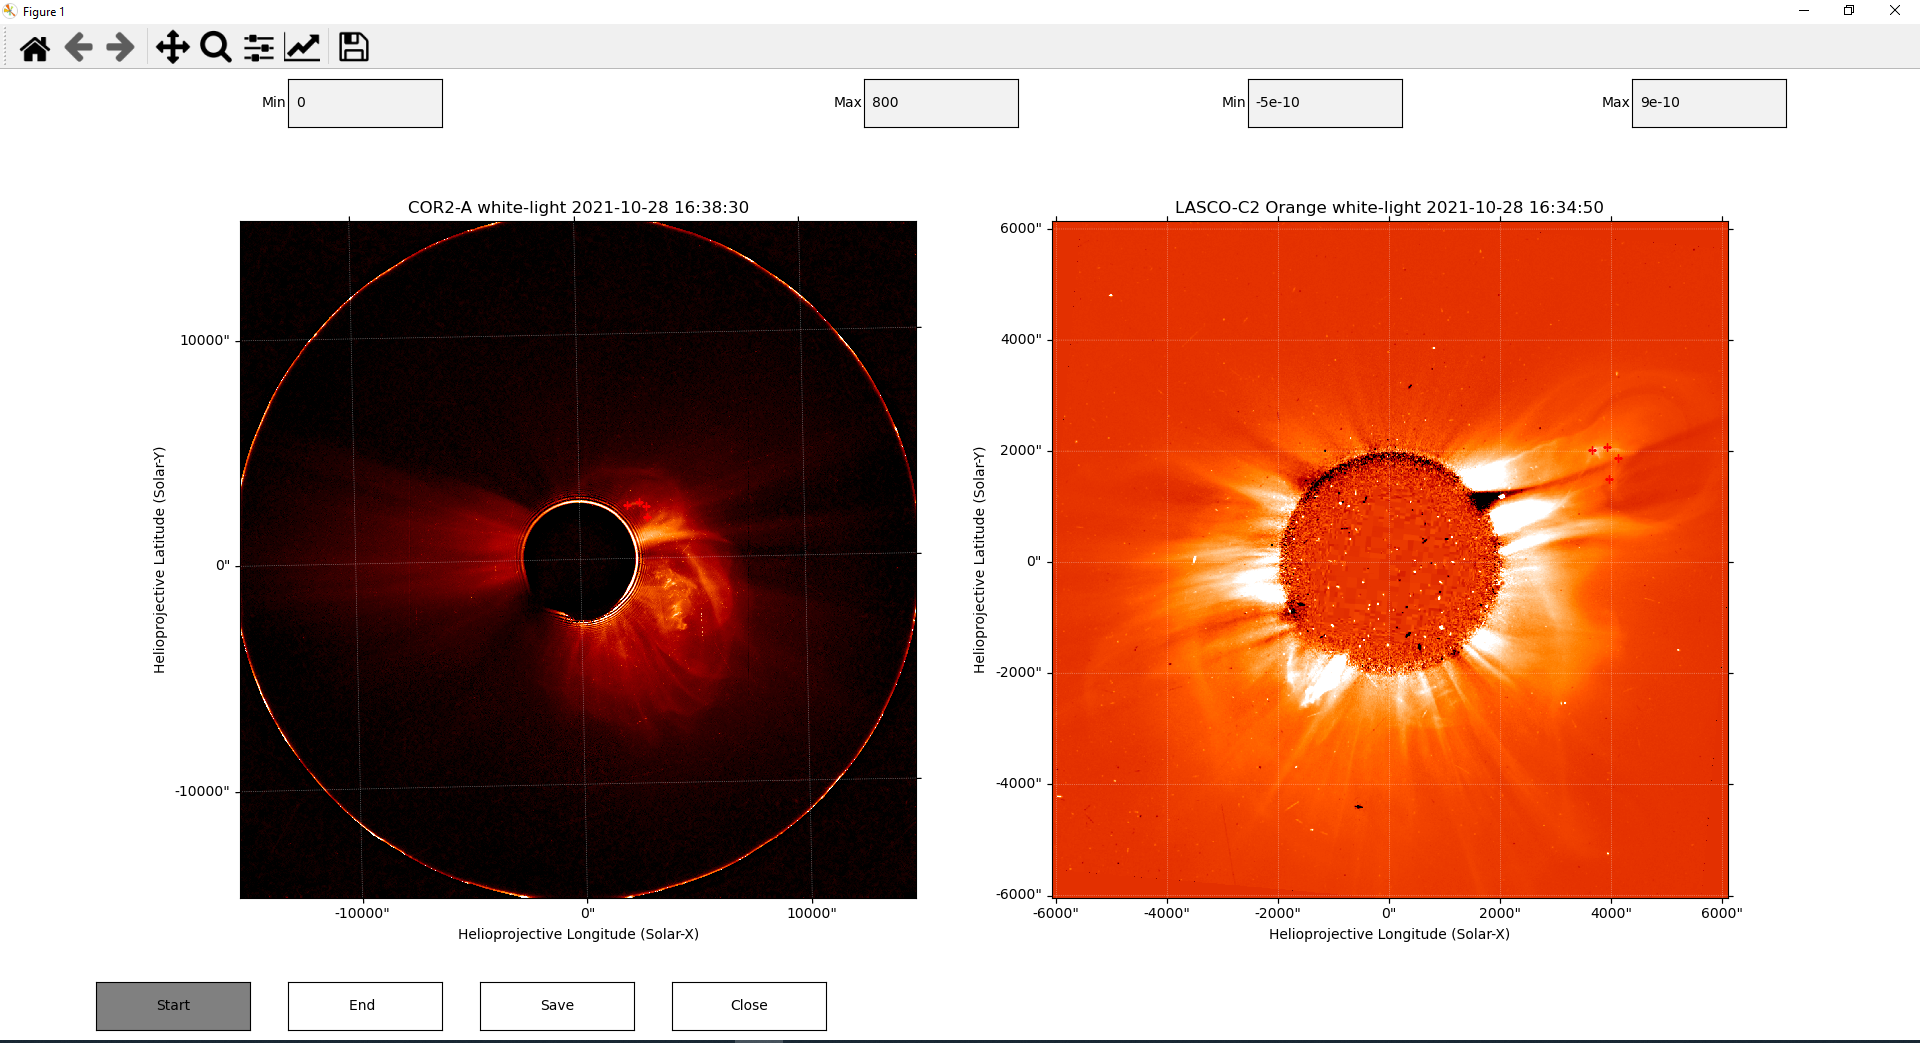 Figure 1
Min 0
Max 800
Min -5e-10
Max 9e-10
COR2-A white-light 2021-10-28 16:38:30
10000"
0"
-10000"
Helioprojective Latitude (Solar-Y)
-10000"
0"
10000"
Helioprojective Longitude (Solar-X)
LASCO-C2 Orange white-light 2021-10-28 16:34:50
6000"
4000"
2000"
0"
-2000"
-4000"
-6000"
Helioprojective Latitude (Solar-Y)
-6000"
-4000"
-2000"
0"
2000"
4000"
6000"
Helioprojective Longitude (Solar-X)
Start
End
Save
Close